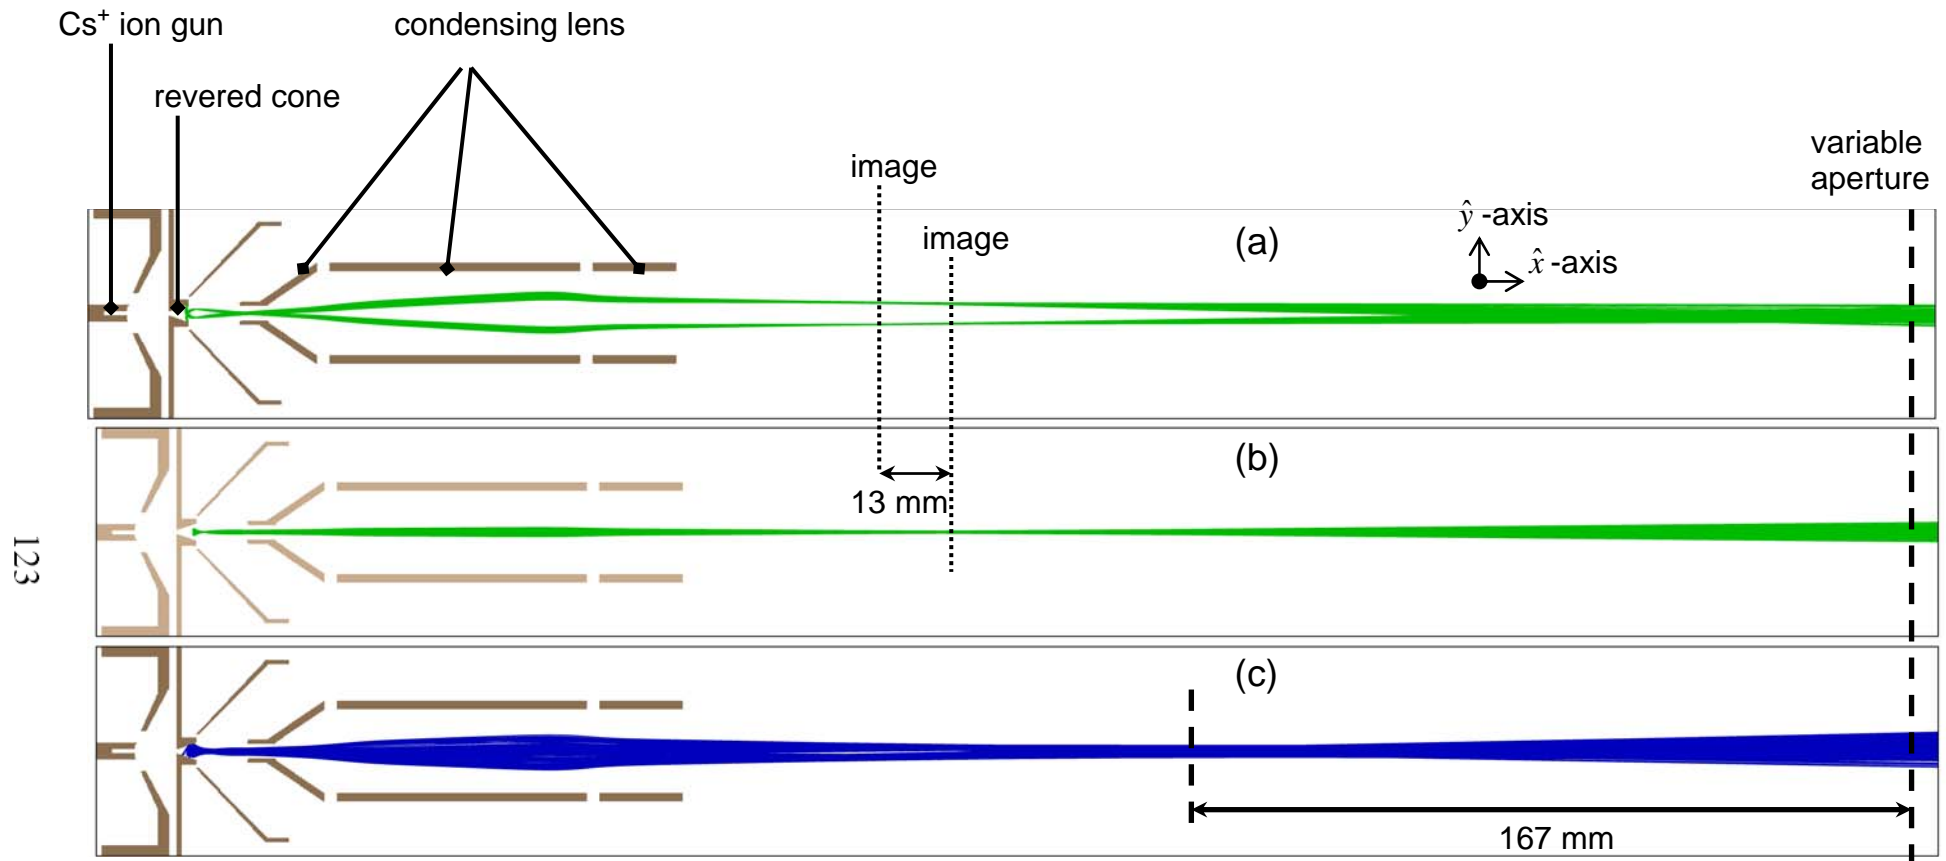 Cs⁺ ion gun
condensing lens
revered cone
variable
aperture
image
image
(a)
ŷ -axis
x̂ -axis
(b)
13 mm
123
(c)
167 mm